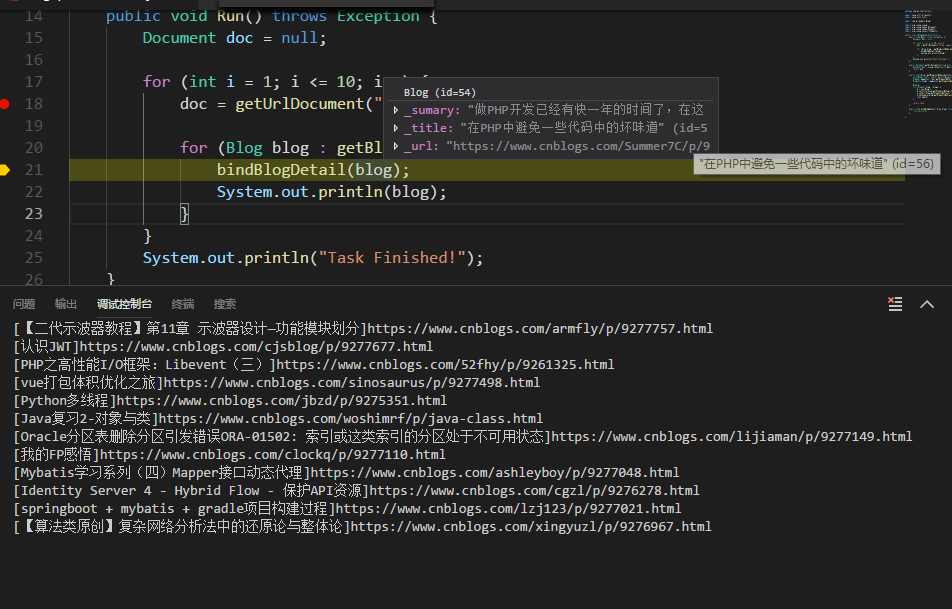 14 public void Run() throws Exception {
15 Document doc = null;
16
17 for (int i = 1; i <= 10; i
18 doc = getUrlDocument("
19
20 for (Blog blog : getBl
21 bindBlogDetail(blog);
22 System.out.println(blog);
23 }
24 }
25 System.out.println("Task Finished!");
26 }
Blog (id=54)
_sumary: "做PHP开发已经有快一年的时间了，在这
_title: "在PHP中避免一些代码中的坏味道" (id=5
_url: "https://www.cnblogs.com/Summer7C/p/9
"在PHP中避免一些代码中的坏味道" (id=56)
问题 输出 调试控制台 终端 搜索
[【二代示波器教程】第11章 示波器设计—功能模块划分]https://www.cnblogs.com/armfly/p/9277757.html
[认识JWT]https://www.cnblogs.com/cjsblog/p/9277677.html
[PHP之高性能I/O框架：Libevent（三）]https://www.cnblogs.com/52fhy/p/9261325.html
[vue打包体积优化之旅]https://www.cnblogs.com/sinosaurus/p/9277498.html
[Python多线程]https://www.cnblogs.com/jbzd/p/9275351.html
[Java复习2-对象与类]https://www.cnblogs.com/woshimrf/p/java-class.html
[Oracle分区表删除分区引发错误ORA-01502: 索引或这类索引的分区处于不可用状态]https://www.cnblogs.com/lijiaman/p/9277149.html
[我的FP感悟]https://www.cnblogs.com/clockq/p/9277110.html
[Mybatis学习系列（四）Mapper接口动态代理]https://www.cnblogs.com/ashleyboy/p/9277048.html
[Identity Server 4 - Hybrid Flow - 保护API资源]https://www.cnblogs.com/cgzl/p/9276278.html
[springboot + mybatis + gradle项目构建过程]https://www.cnblogs.com/lzj123/p/9277021.html
[【算法类原创】复杂网络分析法中的还原论与整体论]https://www.cnblogs.com/xingyuzl/p/9276967.html